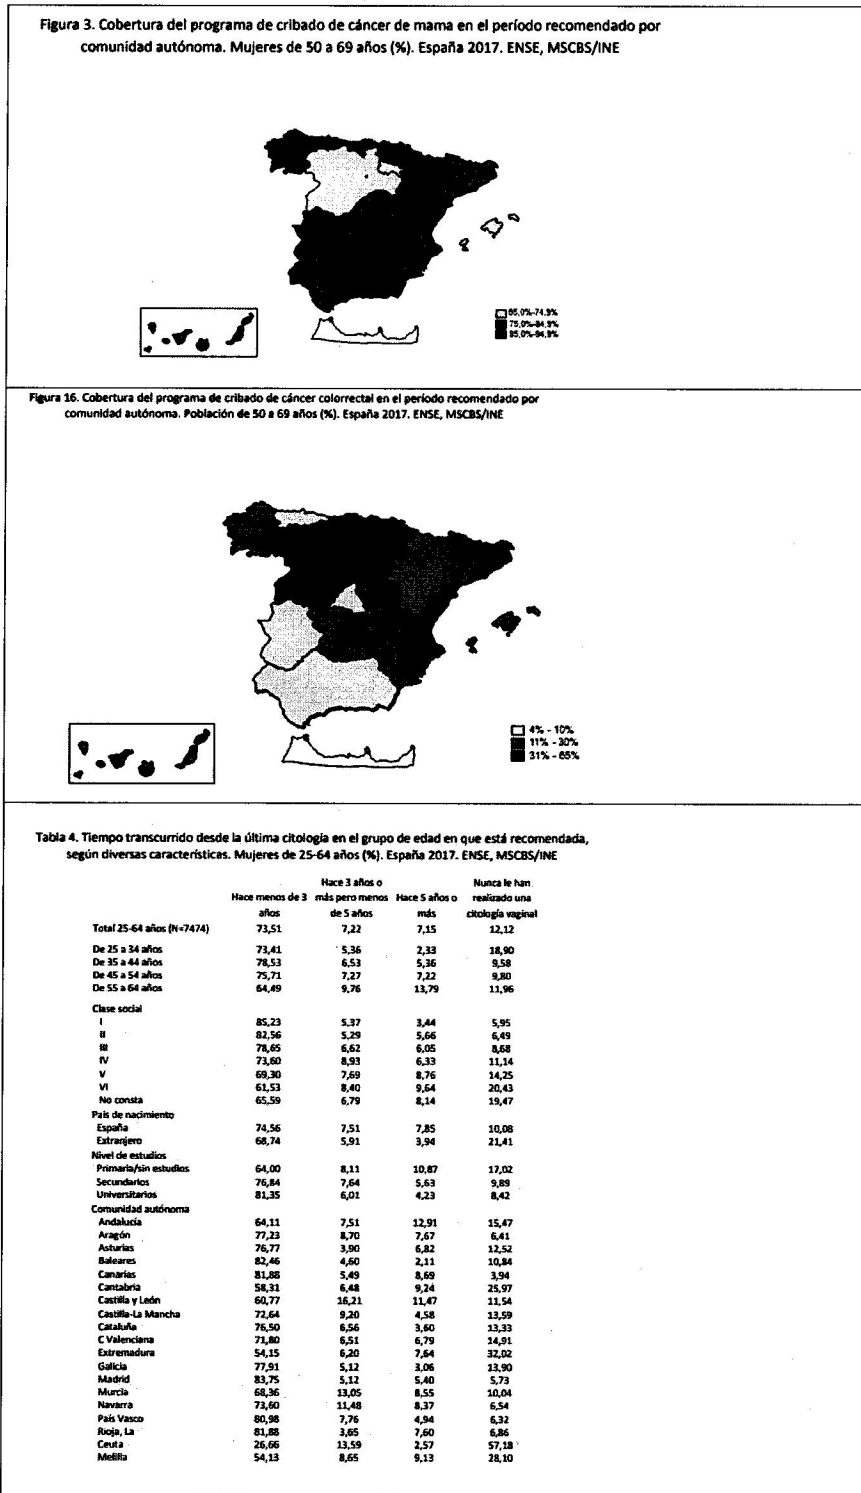 Figura 3. Cobertura del programa de cribado de cáncer de mama en el período recomendado por
comunidad autónoma. Mujeres de 50 a 69 años (%). España 2017. ENSE, MSCBS/INE
65,0%-74,9%
75,0%-84,9%
85,0%-94,9%
Figura 16. Cobertura del programa de cribado de cáncer colorrectal en el período recomendado por
comunidad autónoma. Población de 50 a 69 años (%). España 2017. ENSE, MSCBS/INE
4% - 10%
11% - 30%
31% - 65%
Tabla 4. Tiempo transcurrido desde la última citología en el grupo de edad en que está recomendada,
según diversas características. Mujeres de 25-64 años (%). España 2017. ENSE, MSCBS/INE
Hace 3 años o Nunca le han
Hace menos de 3 más pero menos Hace 5 años o realizado una
años de 5 años más citología vaginal
Total 25-64 años (N=7474) 73,51 7,22 7,15 12,12
De 25 a 34 años 73,41 5,36 2,33 18,90
De 35 a 44 años 78,53 6,53 5,36 9,58
De 45 a 54 años 75,71 7,27 7,22 9,80
De 55 a 64 años 64,49 9,76 13,79 11,96
Clase social
I 85,23 5,37 3,44 5,95
II 82,56 5,29 5,66 6,49
III 78,65 6,62 6,05 8,68
IV 73,60 8,93 6,33 11,14
V 69,30 7,69 8,76 14,25
VI 61,53 8,40 9,64 20,43
No consta 65,59 6,79 8,14 19,47
País de nacimiento
España 74,56 7,51 7,85 10,08
Extranjero 68,74 5,91 3,94 21,41
Nivel de estudios
Primaria/sin estudios 64,00 8,11 10,87 17,02
Secundarios 76,84 7,64 5,63 9,89
Universitarios 81,35 6,01 4,23 8,42
Comunidad autónoma
Andalucía 64,11 7,51 12,91 15,47
Aragón 77,23 8,70 7,67 6,41
Asturias 76,77 3,90 6,82 12,52
Baleares 82,46 4,60 2,11 10,84
Canarias 81,88 5,49 8,69 3,94
Cantabria 58,31 6,48 9,24 25,97
Castilla y León 60,77 16,21 11,47 11,54
Castilla-La Mancha 72,64 9,20 4,58 13,59
Cataluña 76,50 6,56 3,60 13,33
C Valenciana 71,80 6,51 6,79 14,91
Extremadura 54,15 6,20 7,64 32,02
Galicia 77,91 5,12 3,06 13,90
Madrid 83,75 5,12 5,40 5,73
Murcia 68,36 13,05 8,55 10,04
Navarra 73,60 11,48 8,37 6,54
País Vasco 80,98 7,76 4,94 6,32
Rioja, La 81,88 3,65 7,60 6,86
Ceuta 26,66 13,59 2,57 57,18
Melilla 54,13 8,65 9,13 28,10